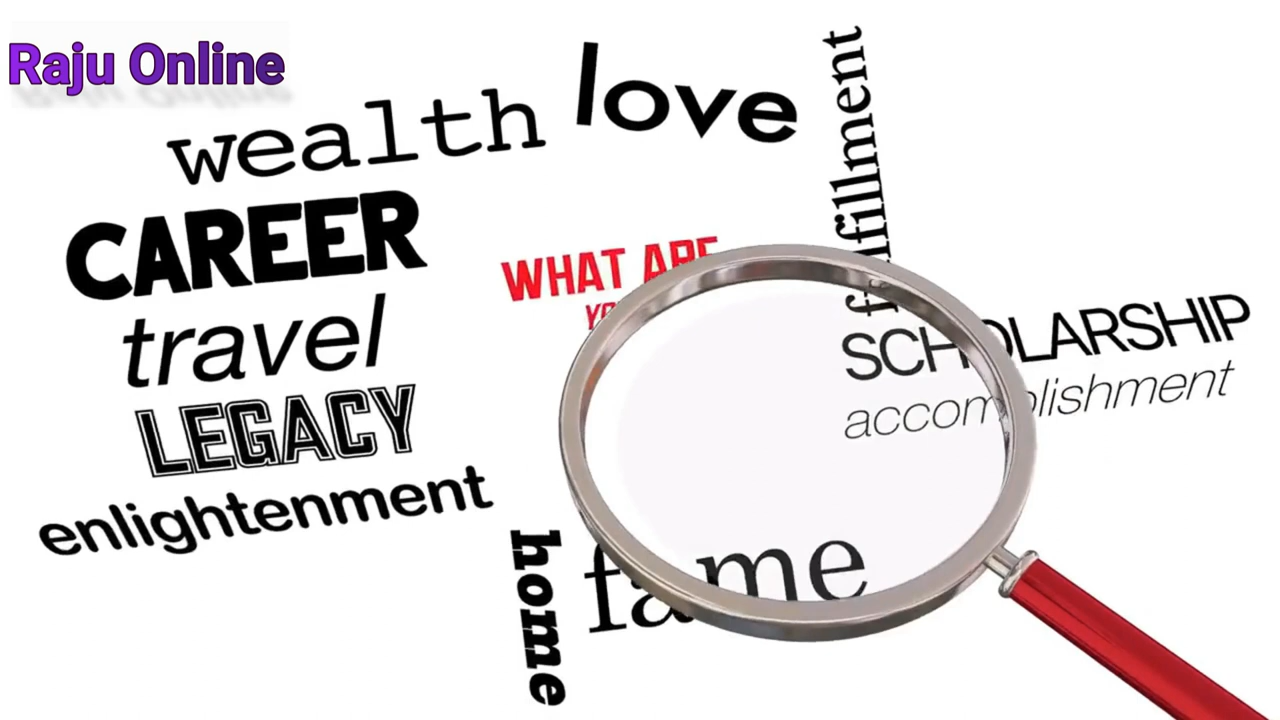 Raju Online
wealth
love
fulfillment
CAREER
WHAT ARE
travel
SCHOLARSHIP
accomplishment
LEGACY
enlightenment
home
fame